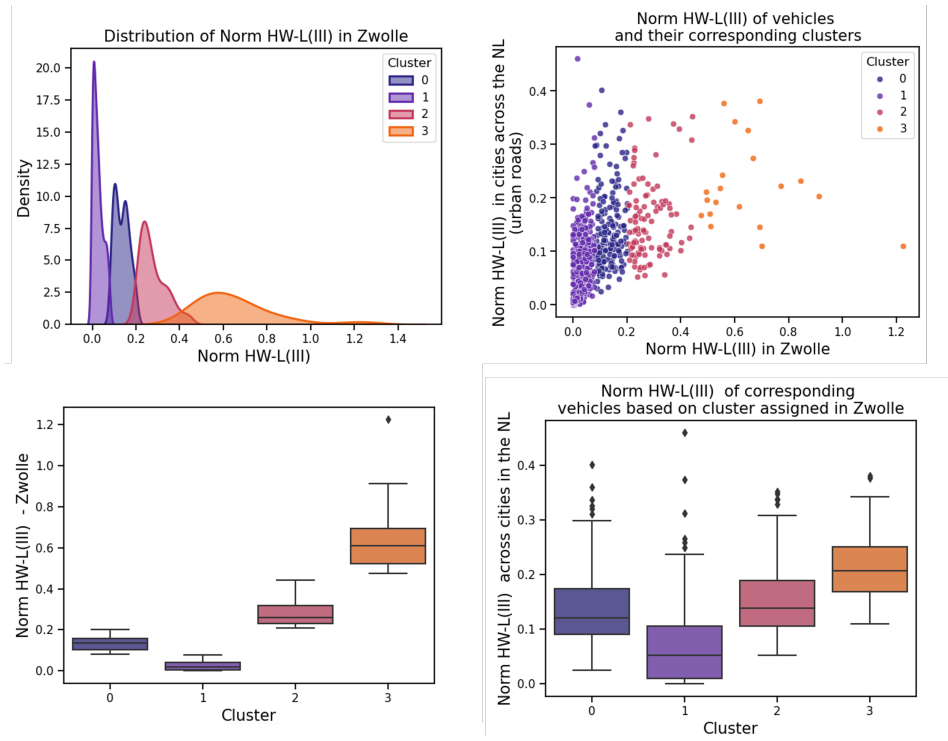 Distribution of Norm HW-L(III) in Zwolle
Density
20.0
17.5
15.0
12.5
10.0
7.5
5.0
2.5
0.0
Cluster
0
1
2
3
0.0 0.2 0.4 0.6 0.8 1.0 1.2 1.4
Norm HW-L(III)
Norm HW-L(III) of vehicles
and their corresponding clusters
Norm HW-L(III) in cities across the NL
(urban roads)
0.4
0.3
0.2
0.1
0.0
Cluster
0
1
2
3
0.0 0.2 0.4 0.6 0.8 1.0 1.2
Norm HW-L(III) in Zwolle
Norm HW-L(III) - Zwolle
1.2
1.0
0.8
0.6
0.4
0.2
0.0
0 1 2 3
Cluster
Norm HW-L(III) of corresponding
vehicles based on cluster assigned in Zwolle
Norm HW-L(III) across cities in the NL
0.4
0.3
0.2
0.1
0.0
0 1 2 3
Cluster